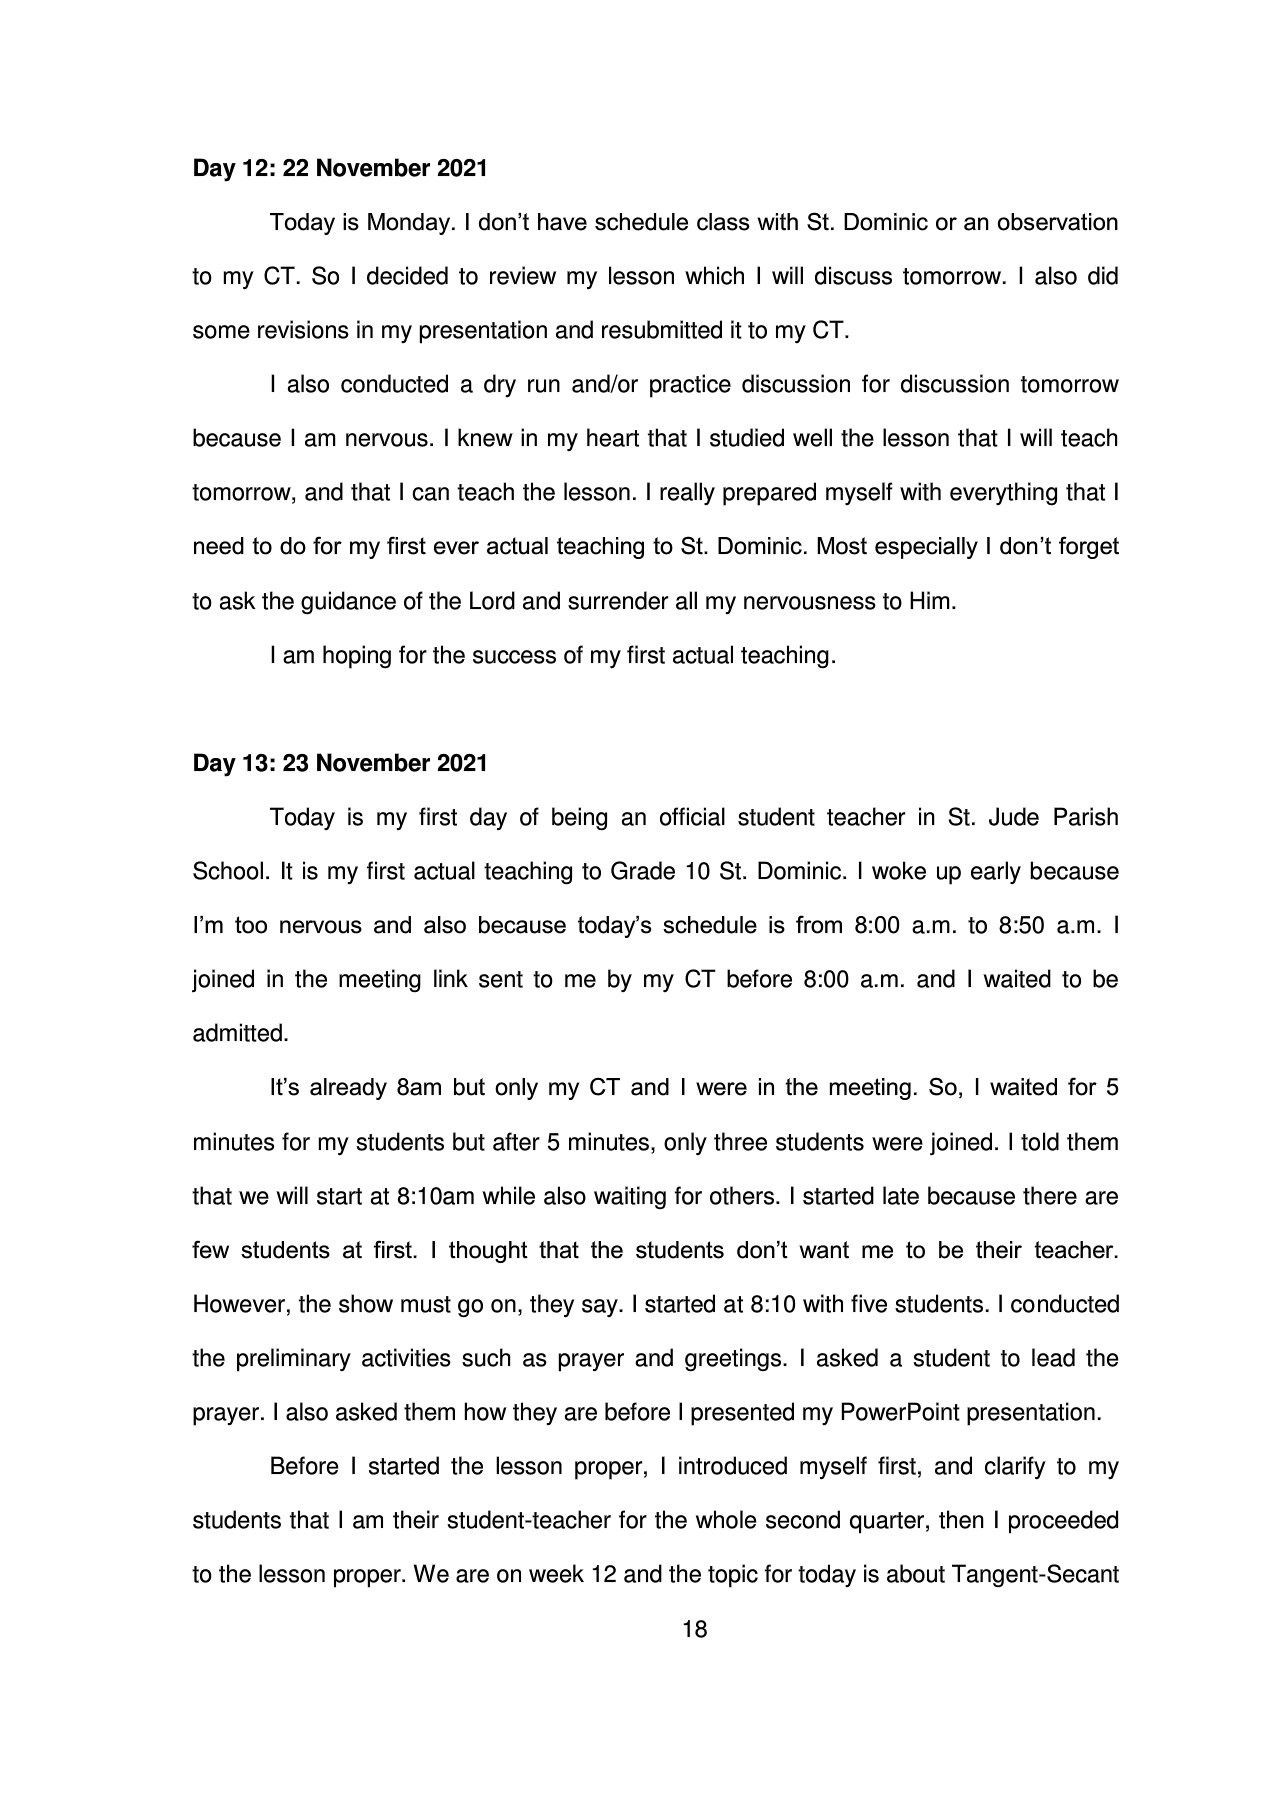 Day 12: 22 November 2021
Today is Monday. I don’t have schedule class with St. Dominic or an observation
to my CT. So I decided to review my lesson which I will discuss tomorrow. I also did
some revisions in my presentation and resubmitted it to my CT.
I also conducted a dry run and/or practice discussion for discussion tomorrow
because I am nervous. I knew in my heart that I studied well the lesson that I will teach
tomorrow, and that I can teach the lesson. I really prepared myself with everything that I
need to do for my first ever actual teaching to St. Dominic. Most especially I don’t forget
to ask the guidance of the Lord and surrender all my nervousness to Him.
I am hoping for the success of my first actual teaching.
Day 13: 23 November 2021
Today is my first day of being an official student teacher in St. Jude Parish
School. It is my first actual teaching to Grade 10 St. Dominic. I woke up early because
I’m too nervous and also because today’s schedule is from 8:00 a.m. to 8:50 a.m. I
joined in the meeting link sent to me by my CT before 8:00 a.m. and I waited to be
admitted.
It’s already 8am but only my CT and I were in the meeting. So, I waited for 5
minutes for my students but after 5 minutes, only three students were joined. I told them
that we will start at 8:10am while also waiting for others. I started late because there are
few students at first. I thought that the students don’t want me to be their teacher.
However, the show must go on, they say. I started at 8:10 with five students. I conducted
the preliminary activities such as prayer and greetings. I asked a student to lead the
prayer. I also asked them how they are before I presented my PowerPoint presentation.
Before I started the lesson proper, I introduced myself first, and clarify to my
students that I am their student-teacher for the whole second quarter, then I proceeded
to the lesson proper. We are on week 12 and the topic for today is about Tangent-Secant
18